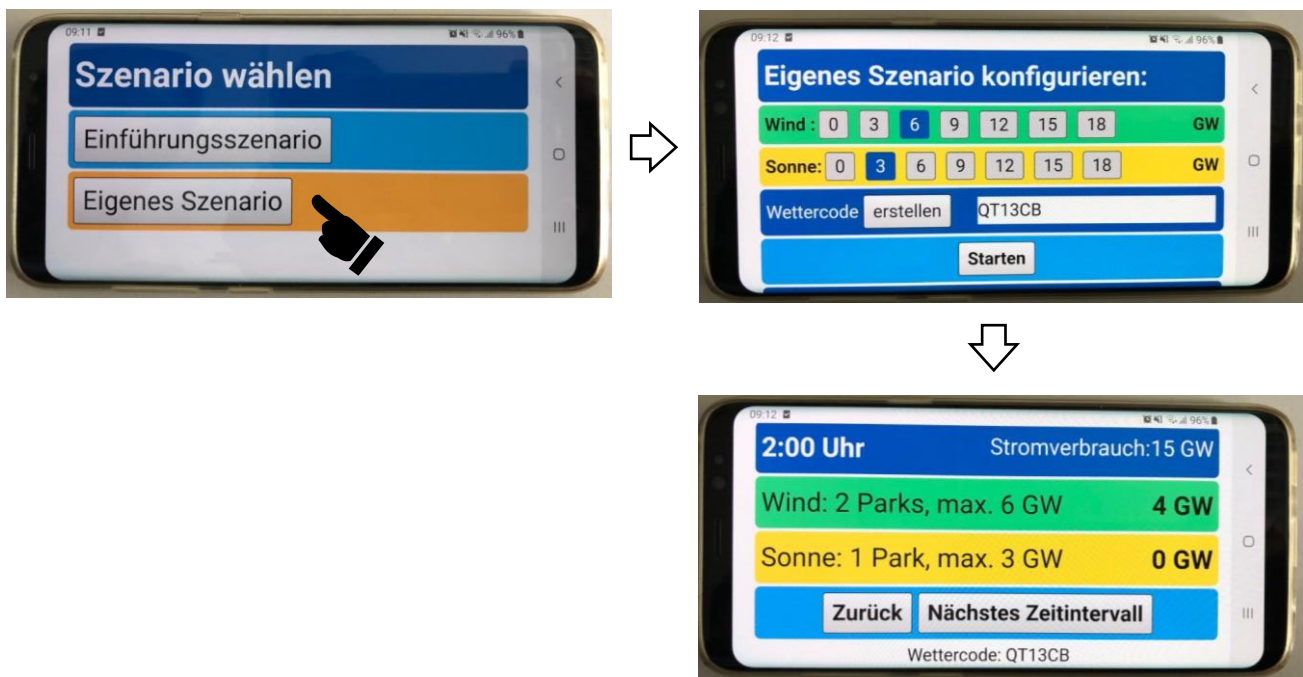 09:11 96%
Szenario wählen
Einführungsszenario
Eigenes Szenario
09:12 96%
Eigenes Szenario konfigurieren:
Wind : 0 3 6 9 12 15 18 GW
Sonne: 0 3 6 9 12 15 18 GW
Wettercode erstellen QT13CB
Starten
09:12 96%
2:00 Uhr Stromverbrauch:15 GW
Wind: 2 Parks, max. 6 GW 4 GW
Sonne: 1 Park, max. 3 GW 0 GW
Zurück Nächstes Zeitintervall
Wettercode: QT13CB